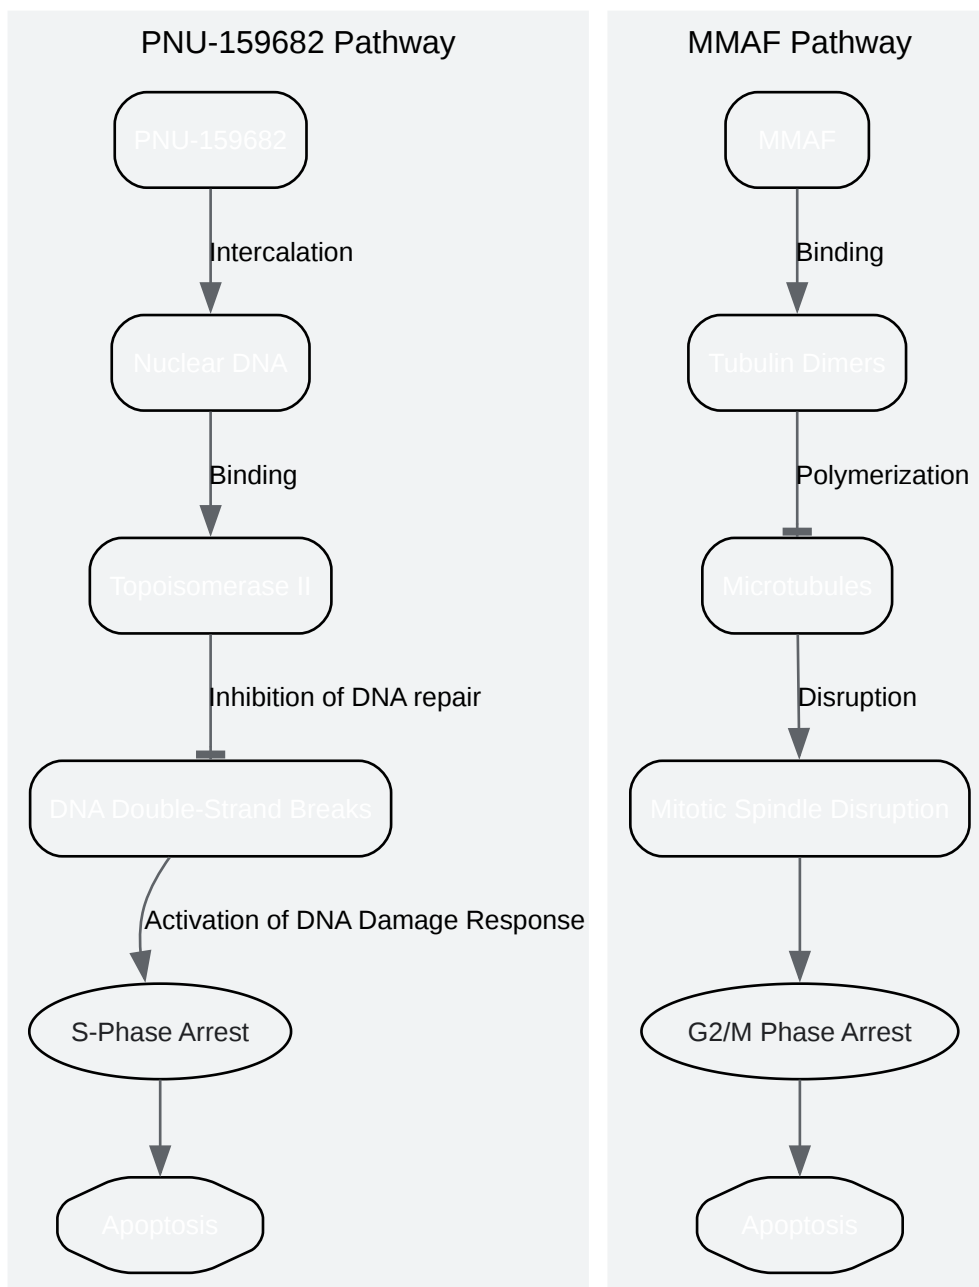 PNU-159682 Pathway
PNU-159682
Intercalation
Nuclear DNA
Binding
Topoisomerase II
Inhibition of DNA repair
DNA Double-Strand Breaks
Activation of DNA Damage Response
S-Phase Arrest
Apoptosis
MMAF Pathway
MMAF
Binding
Tubulin Dimers
Polymerization
Microtubules
Disruption
Mitotic Spindle Disruption
G2/M Phase Arrest
Apoptosis